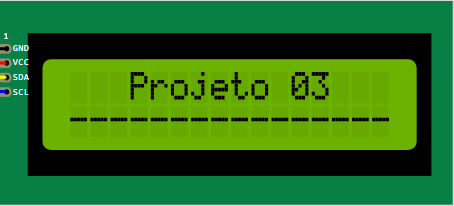 1
GND
VCC
SDA
SCL
Projeto 03
----------------